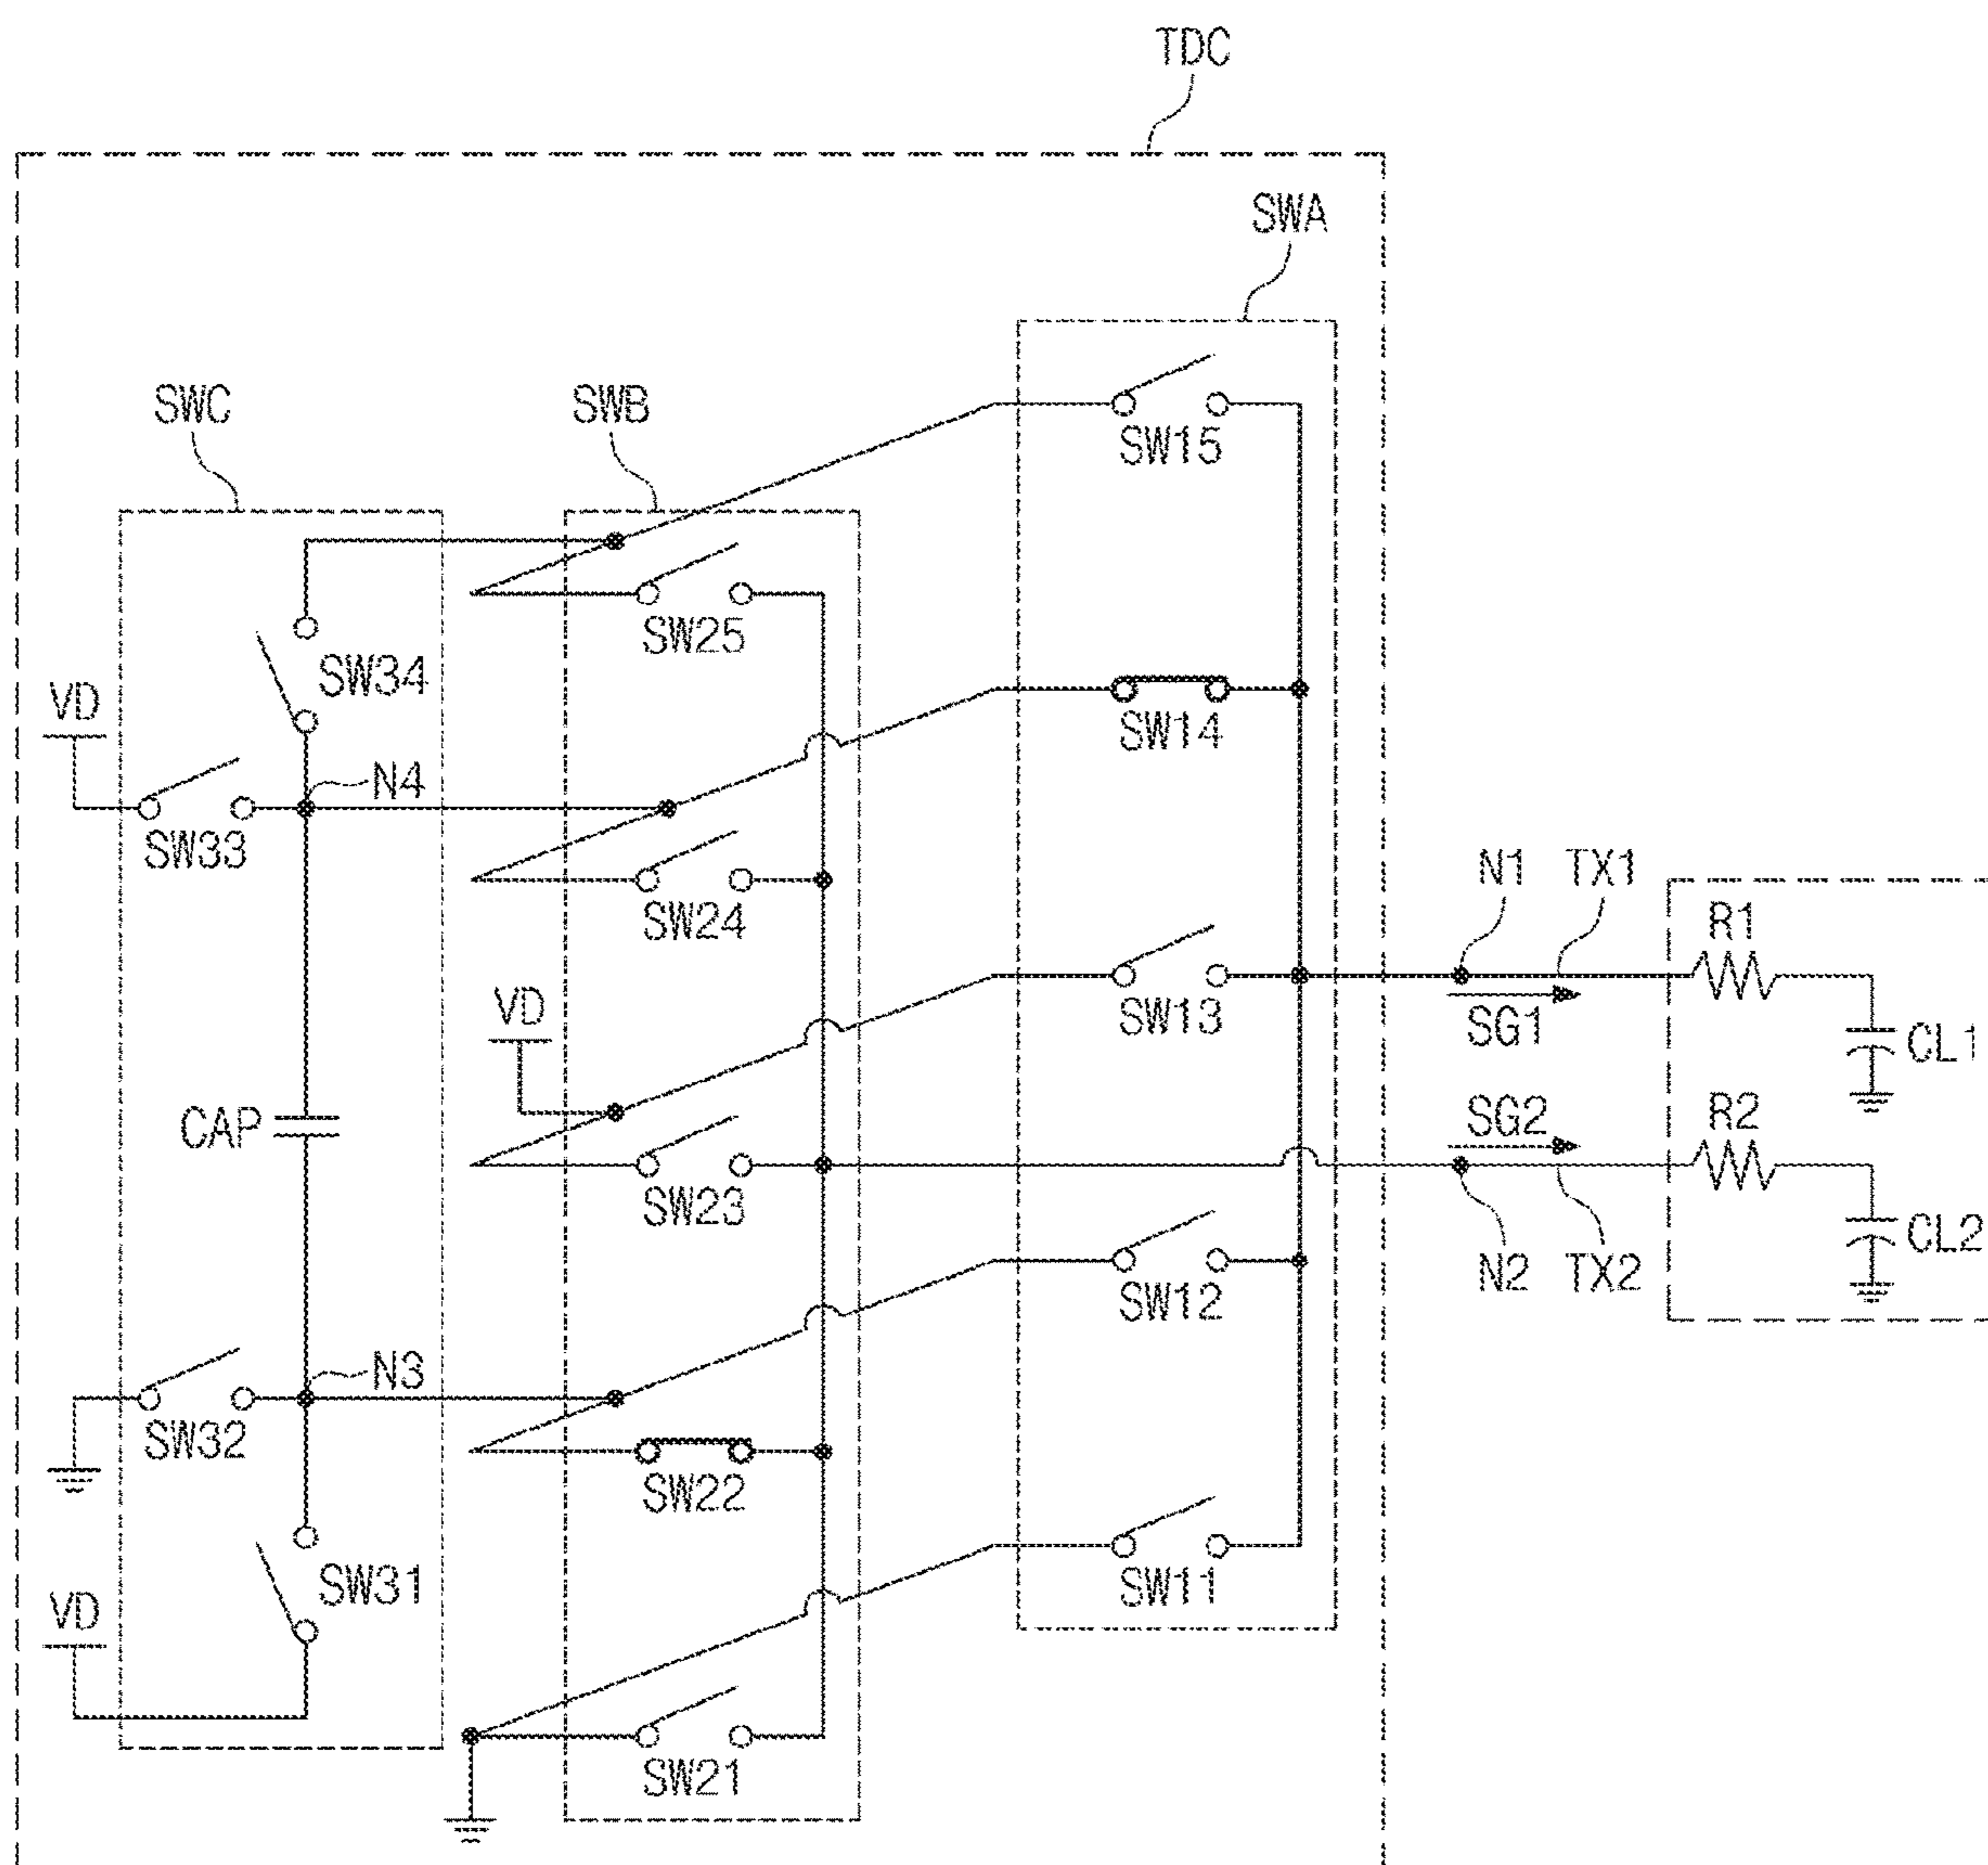 TDC
SWA
SWC
SWB
SW15
SW25
SW34
VD
SW14
N4
SW33
SW24
N1
TX1
R1
VD
SW13
SG1
CL1
CAP
SG2
R2
SW23
N2
TX2
CL2
SW12
N3
SW32
SW22
SW31
SW11
VD
SW21